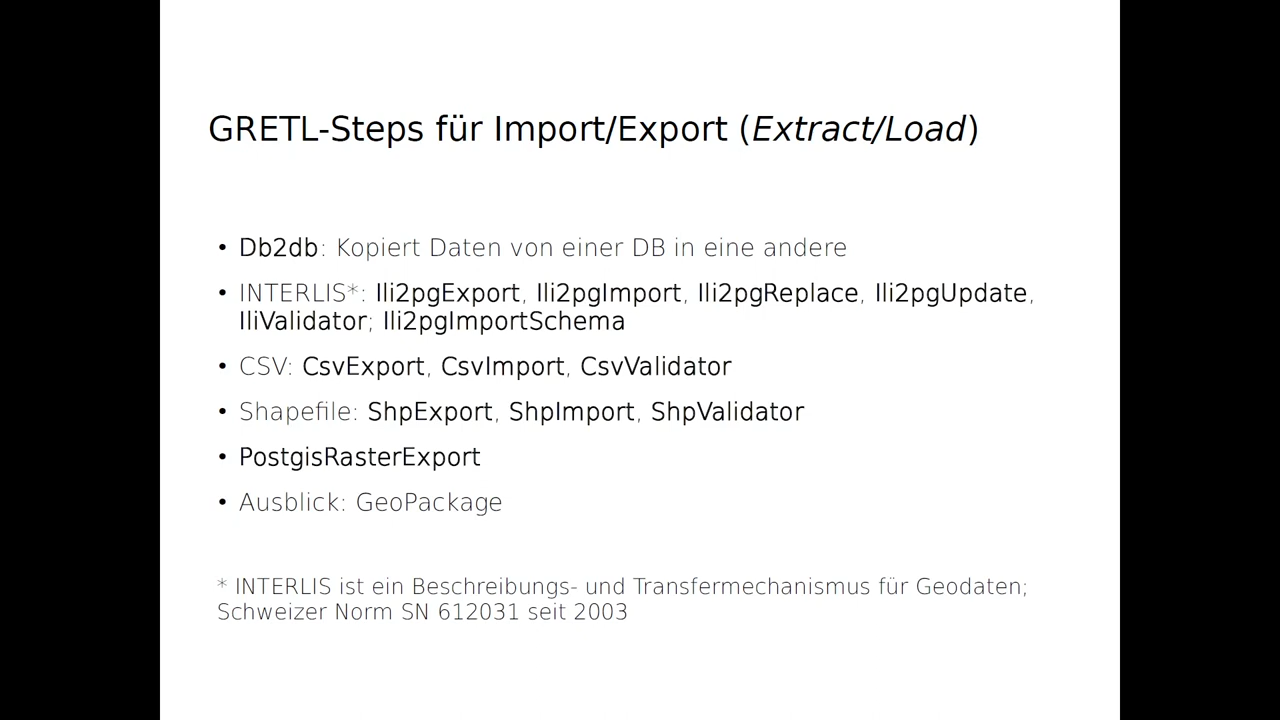 GRETL-Steps für Import/Export (Extract/Load)
• Db2db: Kopiert Daten von einer DB in eine andere
• INTERLIS*: Ili2pgExport, Ili2pgImport, Ili2pgReplace, Ili2pgUpdate,
IliValidator; Ili2pgImportSchema
• CSV: CsvExport, CsvImport, CsvValidator
• Shapefile: ShpExport, ShpImport, ShpValidator
• PostgisRasterExport
• Ausblick: GeoPackage
* INTERLIS ist ein Beschreibungs- und Transfermechanismus für Geodaten;
Schweizer Norm SN 612031 seit 2003